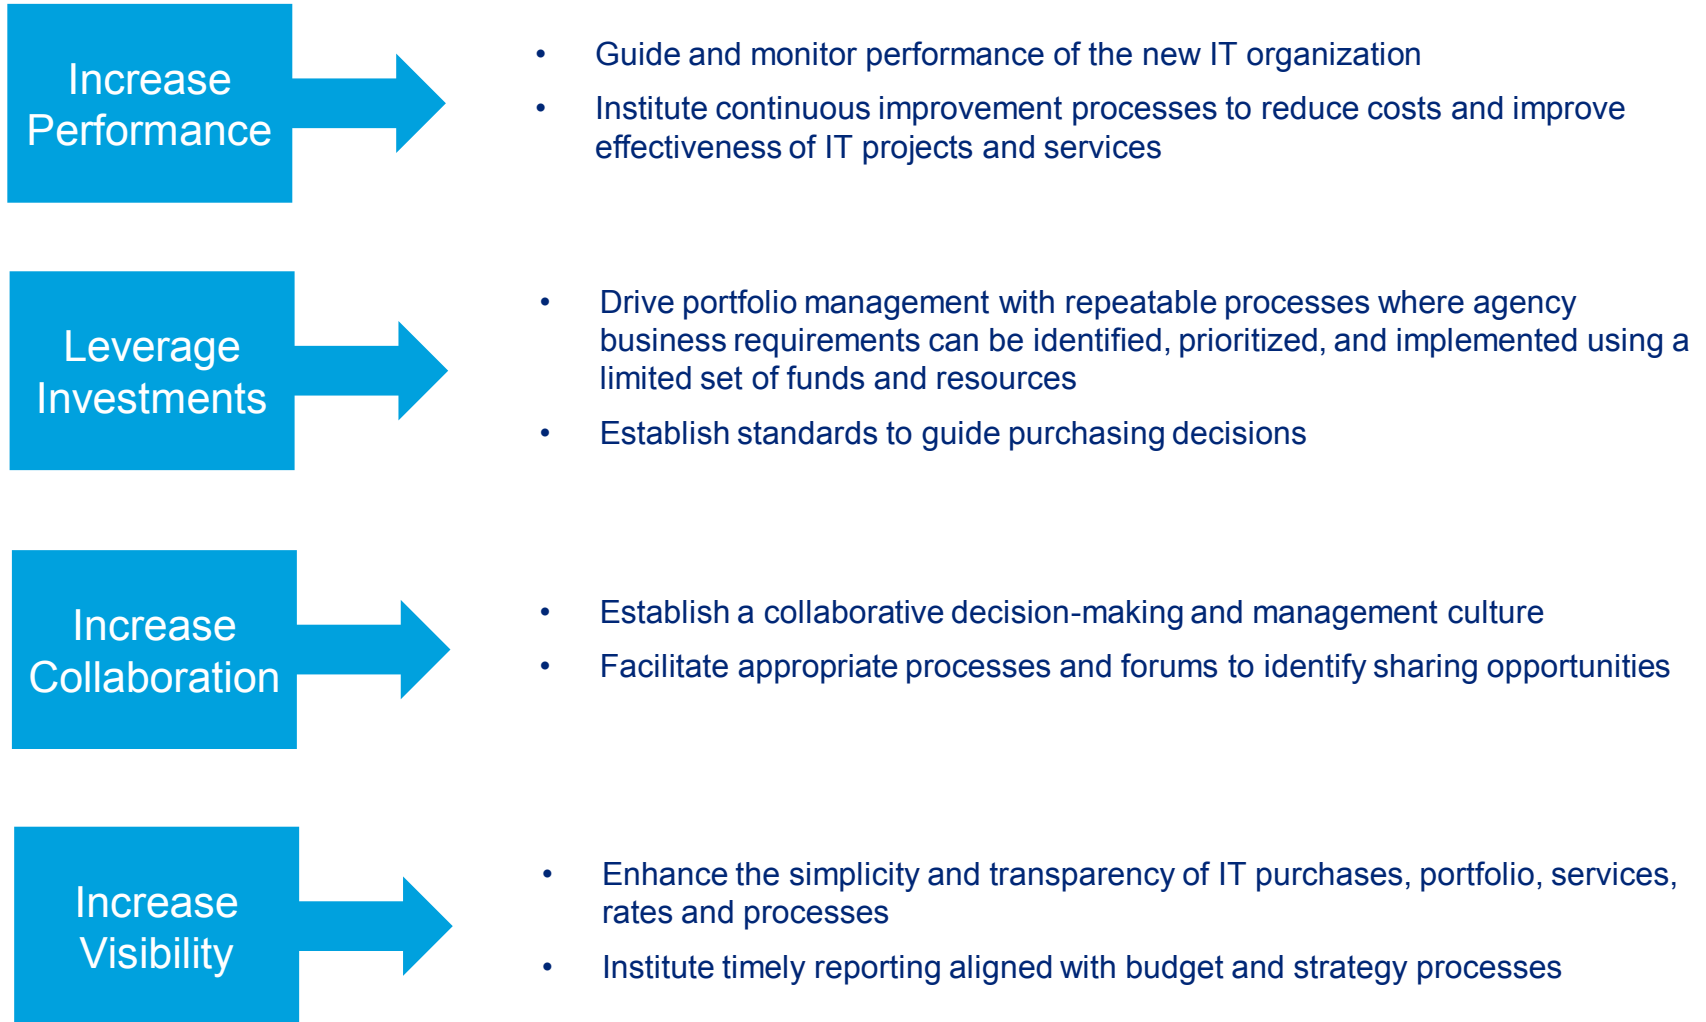 Increase
Performance
• Guide and monitor performance of the new IT organization
• Institute continuous improvement processes to reduce costs and improve
effectiveness of IT projects and services
Leverage
Investments
• Drive portfolio management with repeatable processes where agency
business requirements can be identified, prioritized, and implemented using a
limited set of funds and resources
• Establish standards to guide purchasing decisions
Increase
Collaboration
• Establish a collaborative decision-making and management culture
• Facilitate appropriate processes and forums to identify sharing opportunities
Increase
Visibility
• Enhance the simplicity and transparency of IT purchases, portfolio, services,
rates and processes
• Institute timely reporting aligned with budget and strategy processes